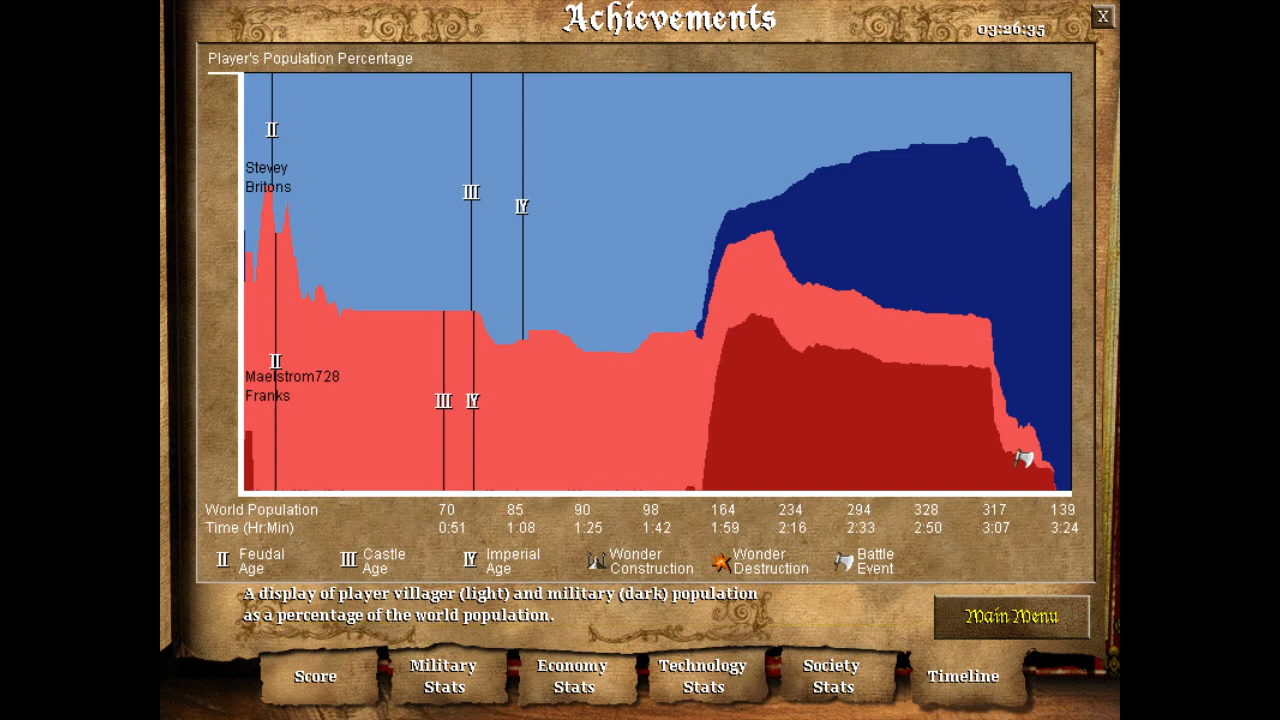 Achievements
03:26:35
X
Player's Population Percentage
II
Stevey
Britons
III
IV
II
Maelstrom728
Franks
III
IV
World Population 70 85 90 98 164 234 294 328 317 139
Time (Hr:Min) 0:51 1:08 1:25 1:42 1:59 2:16 2:33 2:50 3:07 3:24
II Feudal Age
III Castle Age
IV Imperial Age
Wonder Construction
Wonder Destruction
Battle Event
A display of player villager (light) and military (dark) population
as a percentage of the world population.
Main Menu
Score
Military Stats
Economy Stats
Technology Stats
Society Stats
Timeline